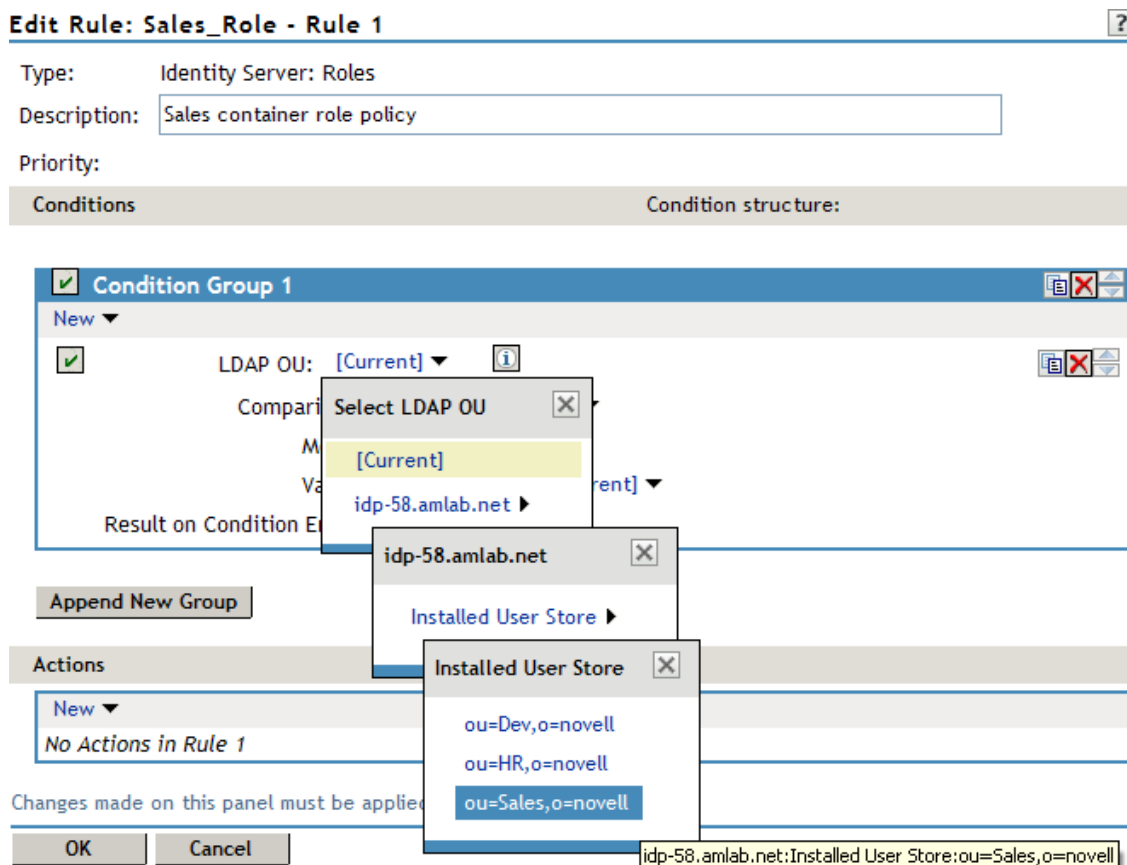 Edit Rule: Sales_Role - Rule 1
?
Type: Identity Server: Roles
Description: Sales container role policy
Priority:
Conditions Condition structure:
Condition Group 1
New
LDAP OU: [Current]
Select LDAP OU
[Current]
idp-58.amlab.net
Result on Condition
idp-58.amlab.net
Installed User Store
Append New Group
Actions
Installed User Store
New
ou=Dev,o=novell
No Actions in Rule 1
ou=HR,o=novell
Changes made on this panel must be applied
ou=Sales,o=novell
OK Cancel
idp-58.amlab.net:Installed User Store:ou=Sales,o=novell